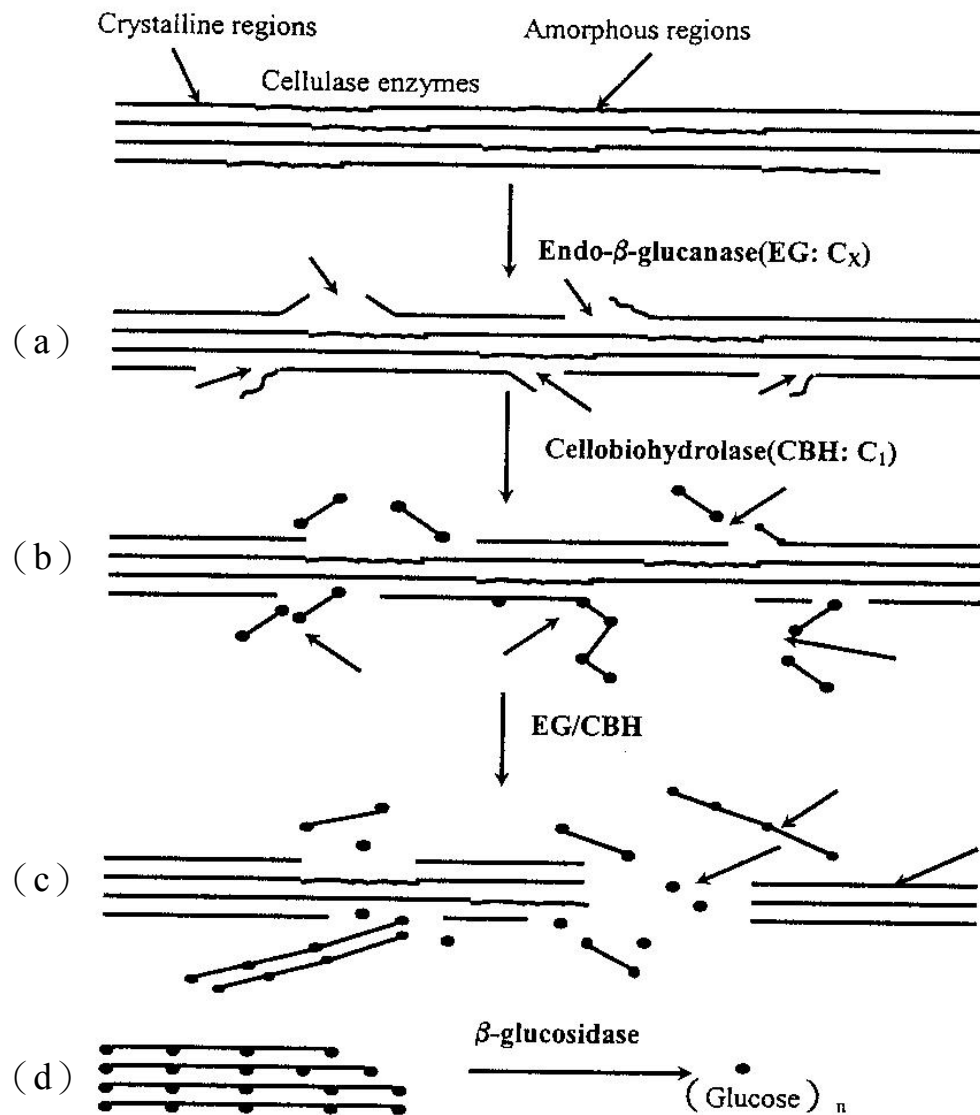 Crystalline regions
Amorphous regions
Cellulase enzymes
Endo-β-glucanase(EG: Cx)
(a)
Cellobiohydrolase(CBH: C1)
(b)
EG/CBH
(c)
β-glucosidase
(d)
(Glucose) n